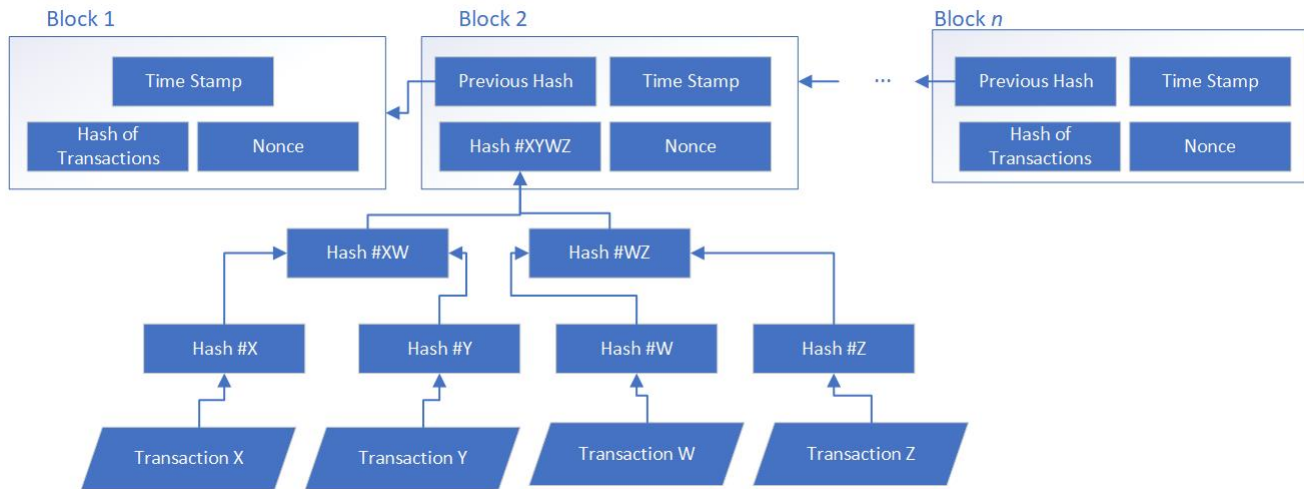 Block 1
Block 2
Block n
Time Stamp
Previous Hash
Time Stamp
...
Previous Hash
Time Stamp
Hash of
Transactions
Nonce
Hash #XYWZ
Nonce
Hash of
Transactions
Nonce
Hash #XW
Hash #WZ
Hash #X
Hash #Y
Hash #W
Hash #Z
Transaction X
Transaction Y
Transaction W
Transaction Z